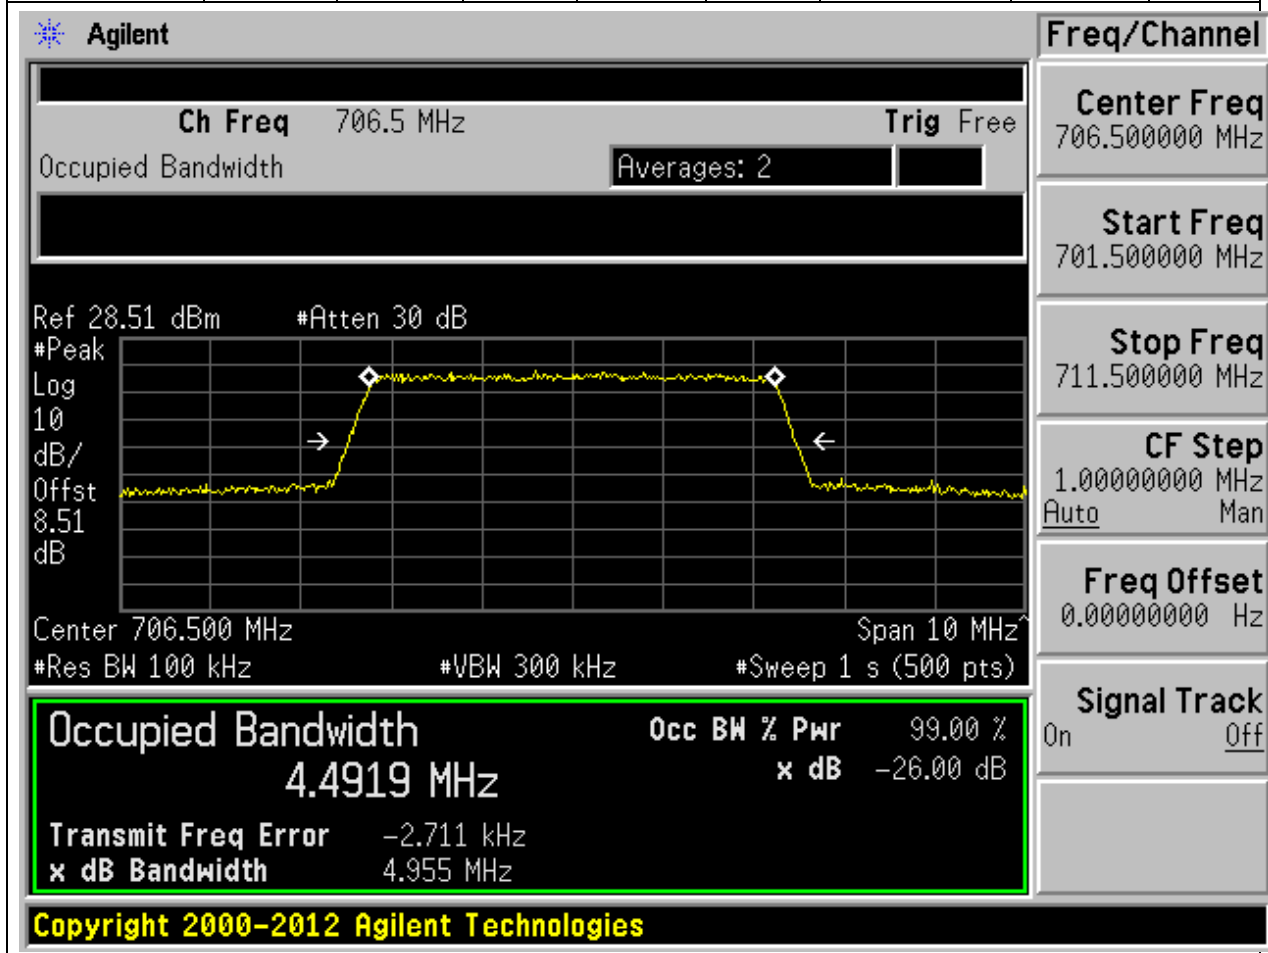 Agilent
Freq/Channel
Ch Freq 706.5 MHz Trig Free
Occupied Bandwidth Averages: 2
Center Freq
706.500000 MHz
Start Freq
701.500000 MHz
Stop Freq
711.500000 MHz
CF Step
1.00000000 MHz
Auto Man
Freq Offset
0.00000000 Hz
Signal Track
On Off
Ref 28.51 dBm #Atten 30 dB
#Peak
Log
10
dB/
Offst
8.51
dB
Center 706.500 MHz Span 10 MHz^
#Res BW 100 kHz #VBW 300 kHz #Sweep 1 s (500 pts)
Occupied Bandwidth Occ BW % Pwr 99.00 %
4.4919 MHz x dB -26.00 dB
Transmit Freq Error -2.711 kHz
x dB Bandwidth 4.955 MHz
Copyright 2000-2012 Agilent Technologies